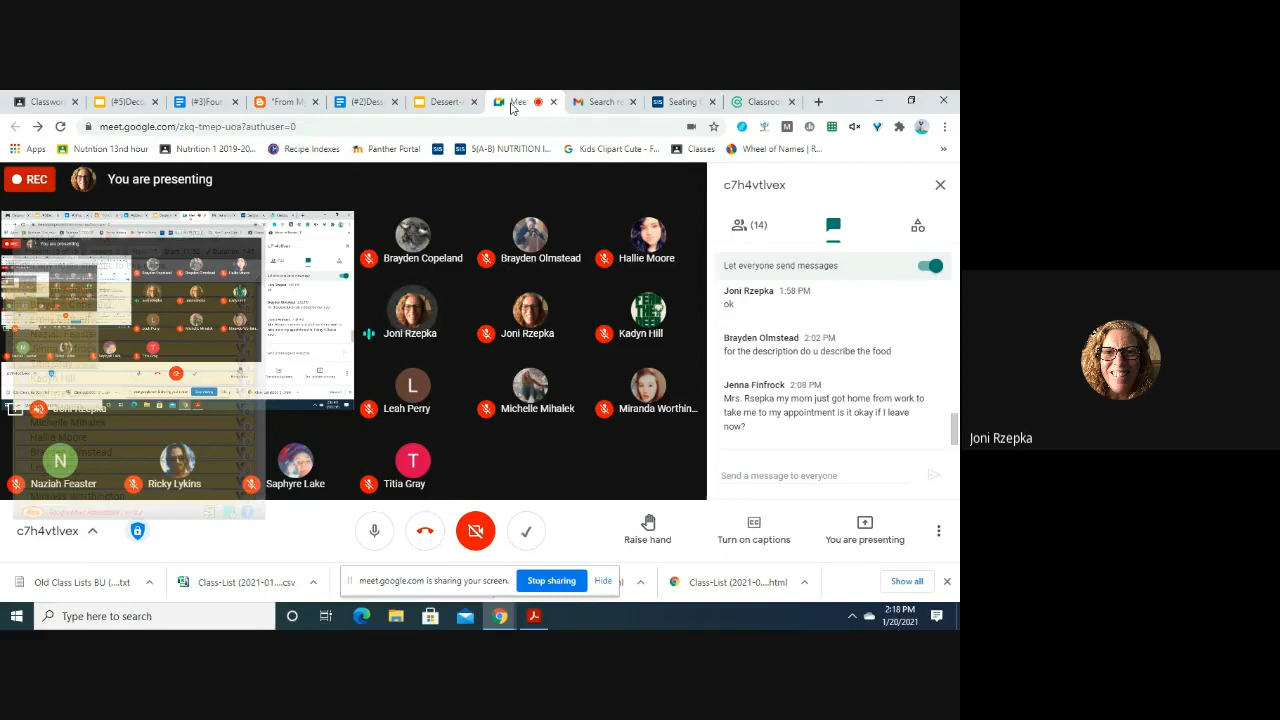 Classwor
(#5)Deco
(#3)Four
"From My
(#2)Dess
Dessert-
Meet
Search re
SIS
Seating C
Classroor
meet.google.com/zkq-tmep-uoa?authuser=0
Apps
Nutrition 13nd hour
Nutrition 1 2019-20...
Recipe Indexes
Panther Portal
SIS
SIS
5(A-B) NUTRITION I...
Kids Clipart Cute - F...
Classes
Wheel of Names | R...
REC
You are presenting
c7h4vtlvex
(14)
Let everyone send messages
Joni Rzepka 1:58 PM
ok
Brayden Olmstead 2:02 PM
for the description do u describe the food
Jenna Finfrock 2:08 PM
Mrs. Rsepka my mom just got home from work to
take me to my appointment is it okay if I leave
now?
Send a message to everyone
Brayden Copel...
Brayden Olmstead
Hallie Moore
Joni Rzepka
Joni Rzepka
Kadyn Hill
L
Leah Perry
Michelle Mihalek
Miranda Worthin...
N
Naziah Feaster
Ricky Lykins
Saphyre Lake
T
Titia Gray
c7h4vtlvex
Raise hand
Turn on captions
You are presenting
Old Class Lists BU (....txt
Class-List (2021-01....csv
meet.google.com is sharing your screen.
Stop sharing
Hide
Class-List (2021-0....html
Show all
Type here to search
2:18 PM
1/20/2021
Joni Rzepka